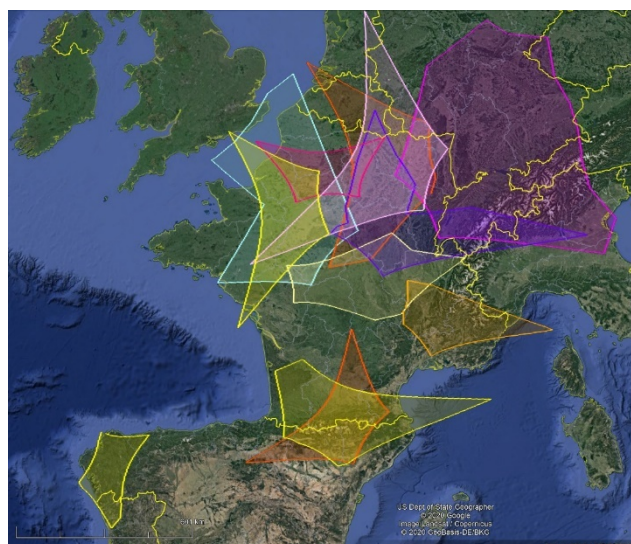 US Dept of State Geographer
© 2020 Google
Image Landsat / Copernicus
© 2020 GeoBasis-DE/BKG